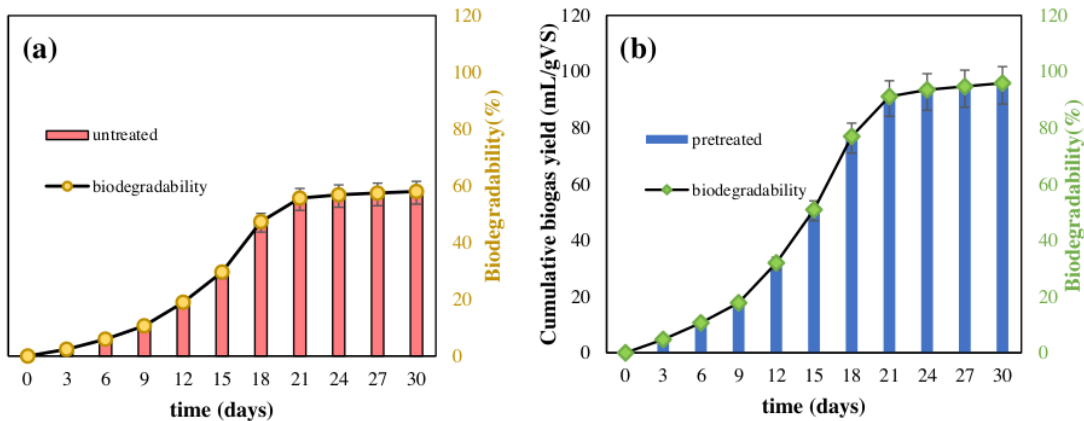 120
(a)
100
80
60
40
20
0
Biodegradability(%)
untreated
biodegradability
0 3 6 9 12 15 18 21 24 27 30
time (days)
Cumulative biogas yield (mL/gVS)
120
100
80
60
40
20
0
(b)
pretreated
biodegradability
120
100
80
60
40
20
0
Biodegradability(%)
0 3 6 9 12 15 18 21 24 27 30
time (days)